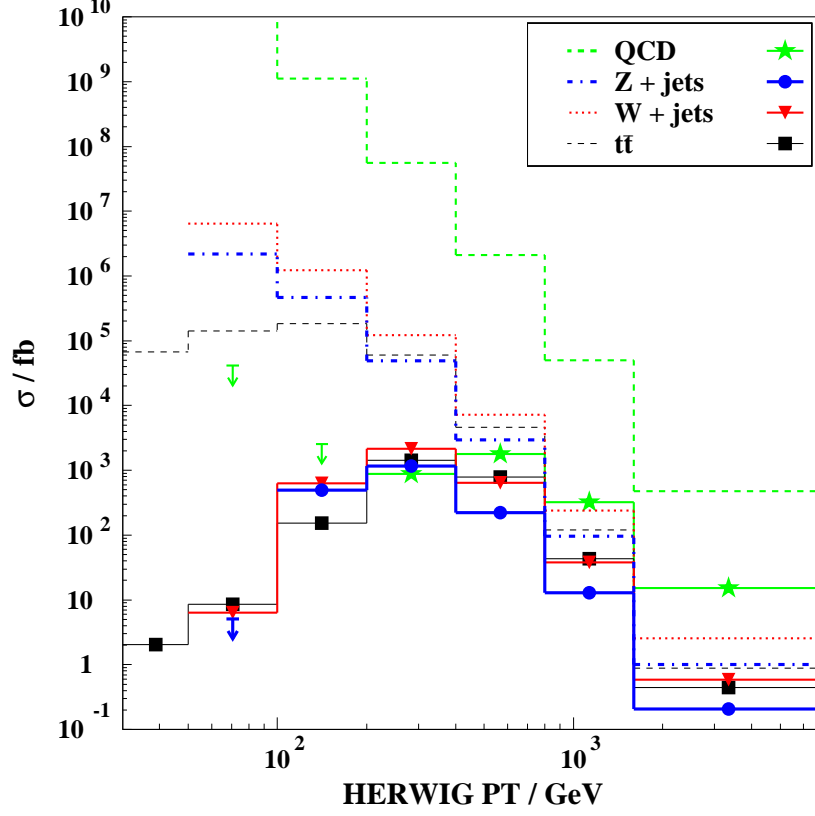 σ / fb
10^10
10^9
10^8
10^7
10^6
10^5
10^4
10^3
10^2
10
1
10^-1
QCD
Z + jets
W + jets
tt̄
10^2
10^3
HERWIG PT / GeV